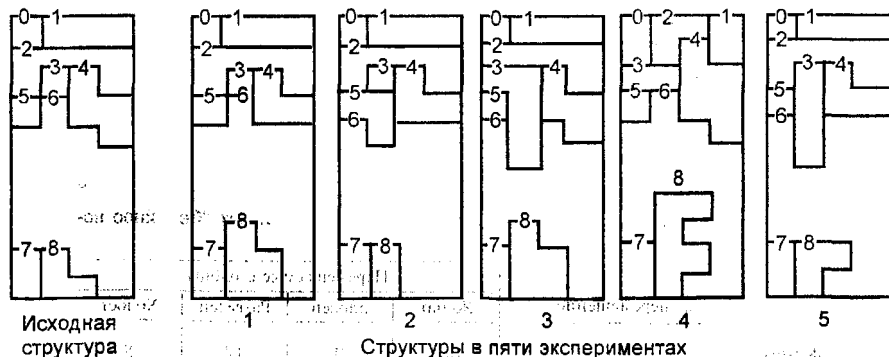 0 1 0 1 0 1 0 1 0 2 1 0 1
2 2 2 2 4 2
3 4 3 4 3 4 3 4 3 3 4
5 6 5 6 5 5 5 6 5
6 6 6
8 8 8
7 8 7 7 8 7 7 7 8
Исходная
структура
1 2 3 4 5
Структуры в пяти экспериментах